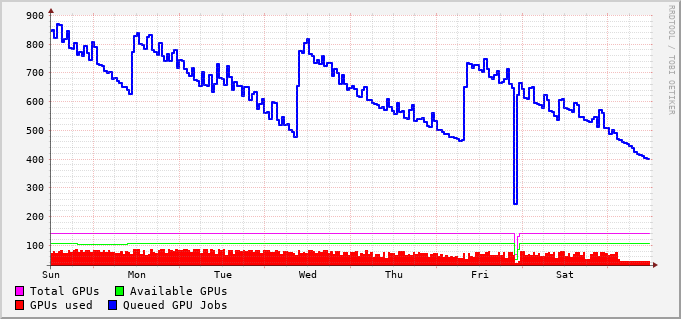 900
800
700
600
500
400
300
200
100
Sun Mon Tue Wed Thu Fri Sat
Total GPUs Available GPUs
GPUs used Queued GPU Jobs
RRDTOOL / TOBI OETIKER